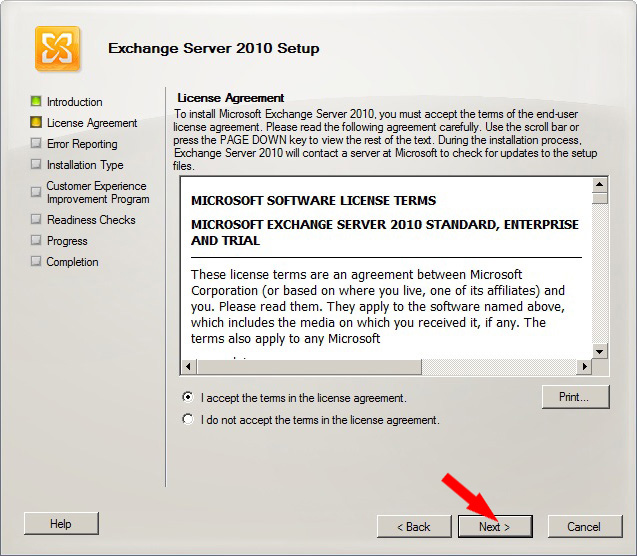 Exchange Server 2010 Setup
Introduction
License Agreement
Error Reporting
Installation Type
Customer Experience
Improvement Program
Readiness Checks
Progress
Completion
License Agreement
To install Microsoft Exchange Server 2010, you must accept the terms of the end-user
license agreement. Please read the following agreement carefully. Use the scroll bar or
press the PAGE DOWN key to view the rest of the text. During the installation process,
Exchange Server 2010 will contact a server at Microsoft to check for updates to the setup
files.
MICROSOFT SOFTWARE LICENSE TERMS
MICROSOFT EXCHANGE SERVER 2010 STANDARD, ENTERPRISE
AND TRIAL
These license terms are an agreement between Microsoft
Corporation (or based on where you live, one of its affiliates) and
you. Please read them. They apply to the software named above,
which includes the media on which you received it, if any. The
terms also apply to any Microsoft
I accept the terms in the license agreement.
Print...
I do not accept the terms in the license agreement.
Help
< Back
Next >
Cancel